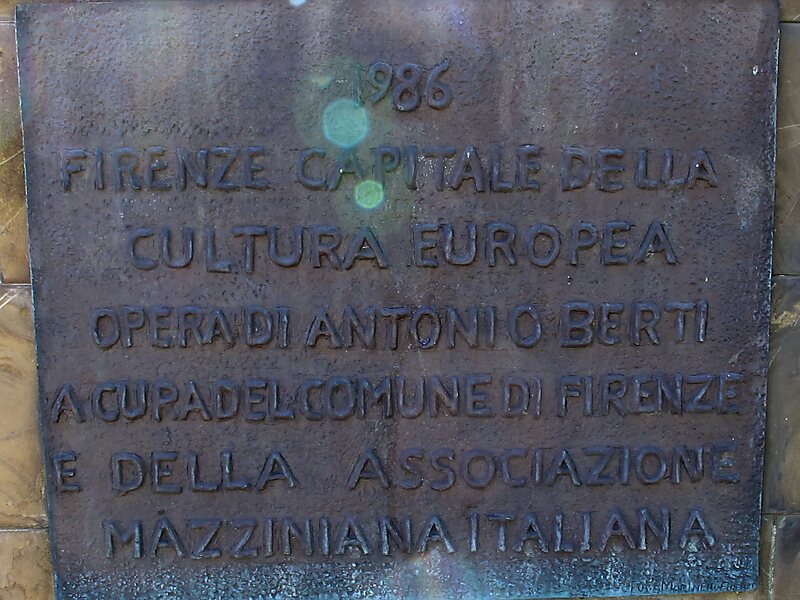 1986
FIRENZE CAPITALE DELLA
CULTURA EUROPEA
OPERA DI ANTONIO BERTI
A CURA DEL COMUNE DI FIRENZE
E DELLA ASSOCIAZIONE
MAZZINIANA ITALIANA